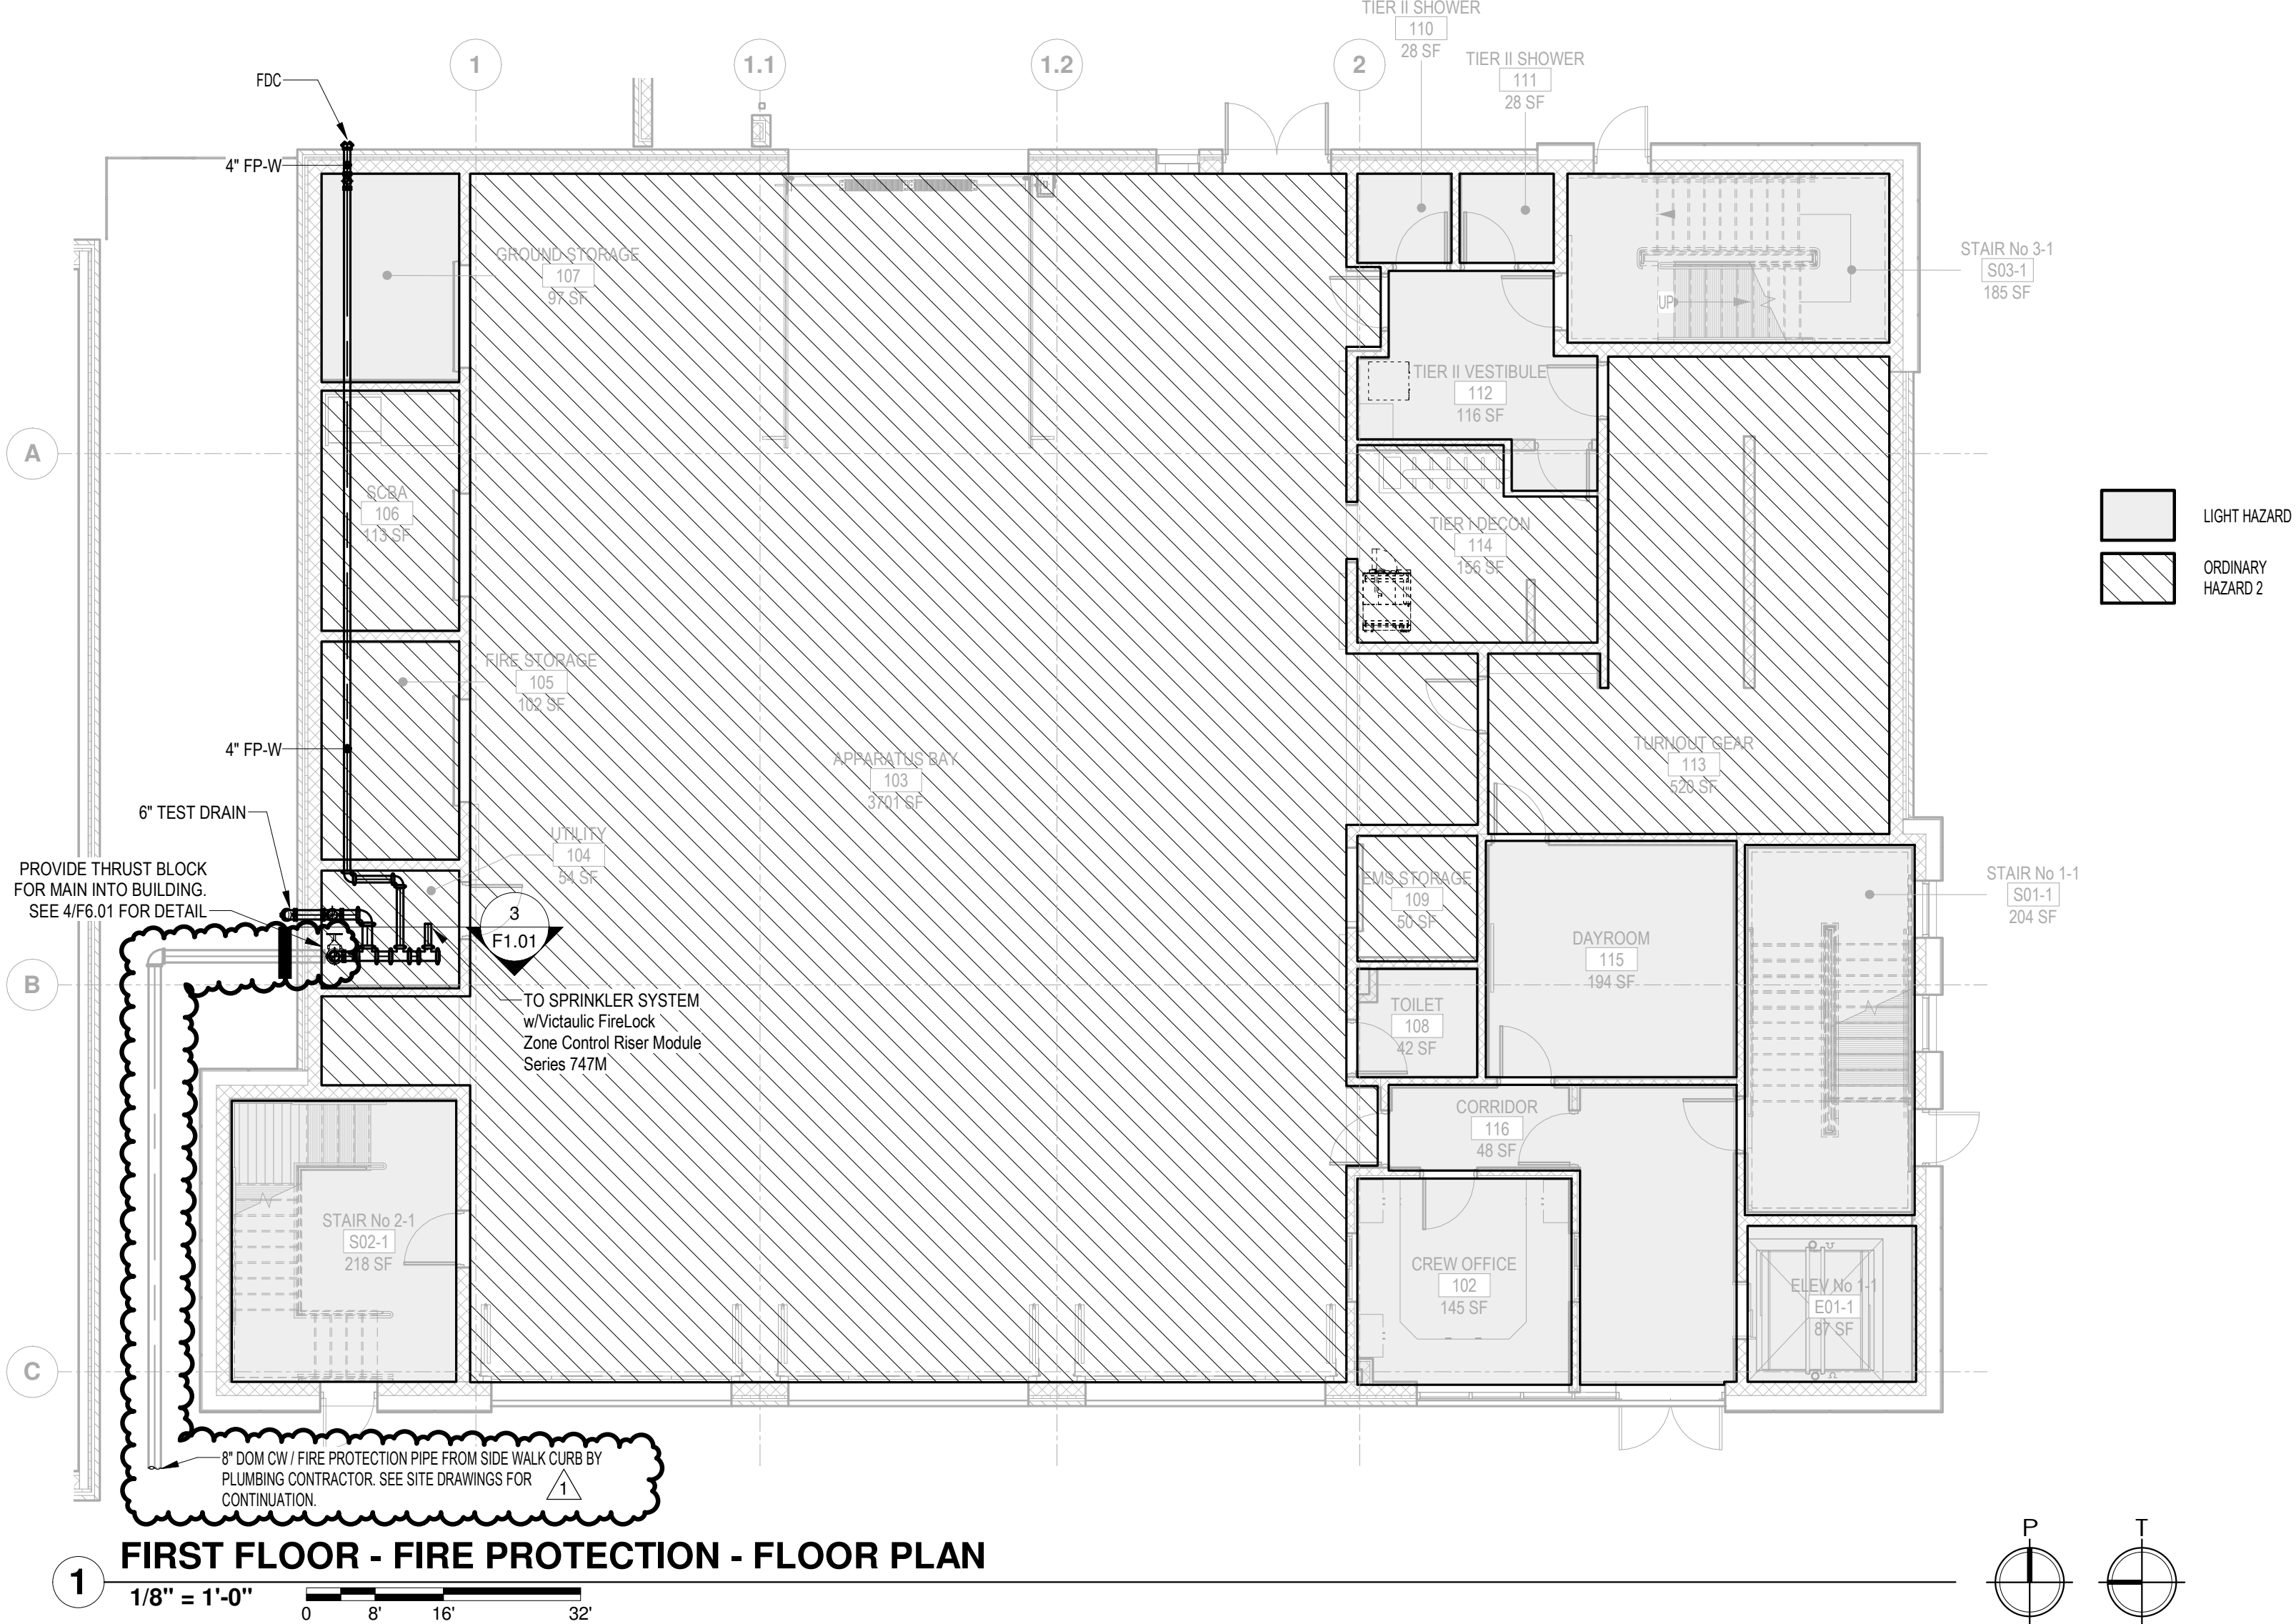 TIER II SHOWER
110
28 SF
TIER II SHOWER
111
28 SF
1
1.1
1.2
2
FDC
4" FP-W
GROUND STORAGE
107
97 SF
STAIR No 3-1
S03-1
185 SF
UP
TIER II VESTIBULE
112
116 SF
A
SCBA
106
113 SF
TIER I DECON
114
156 SF
LIGHT HAZARD
ORDINARY
HAZARD 2
FIRE STORAGE
105
102 SF
4" FP-W
APPARATUS BAY
103
3701 SF
TURNOUT GEAR
113
520 SF
6" TEST DRAIN
UTILITY
104
54 SF
PROVIDE THRUST BLOCK
FOR MAIN INTO BUILDING.
SEE 4/F6.01 FOR DETAIL
3
F1.01
EMS STORAGE
109
50 SF
STAIR No 1-1
S01-1
204 SF
DAYROOM
115
194 SF
B
TO SPRINKLER SYSTEM
w/Victaulic FireLock
Zone Control Riser Module
Series 747M
TOILET
108
42 SF
CORRIDOR
116
48 SF
STAIR No 2-1
S02-1
218 SF
CREW OFFICE
102
145 SF
ELEV No 1-1
E01-1
87 SF
C
8" DOM CW / FIRE PROTECTION PIPE FROM SIDE WALK CURB BY
PLUMBING CONTRACTOR. SEE SITE DRAWINGS FOR
CONTINUATION.
1
1
FIRST FLOOR - FIRE PROTECTION - FLOOR PLAN
1/8" = 1'-0"
0 8' 16' 32'
P
T